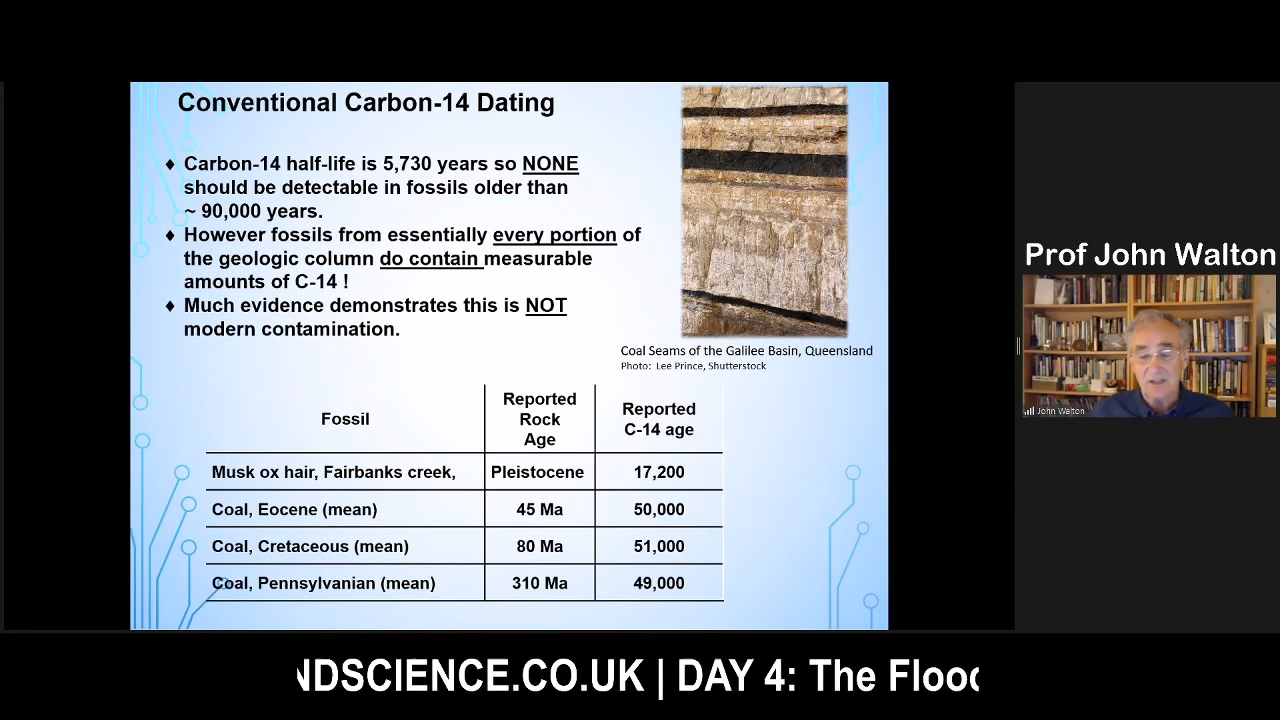 Conventional Carbon-14 Dating
♦ Carbon-14 half-life is 5,730 years so NONE
should be detectable in fossils older than
~ 90,000 years.
♦ However fossils from essentially every portion of
the geologic column do contain measurable
amounts of C-14 !
♦ Much evidence demonstrates this is NOT
modern contamination.
Coal Seams of the Galilee Basin, Queensland
Photo: Lee Prince, Shutterstock
Fossil
Reported
Rock
Age
Reported
C-14 age
Musk ox hair, Fairbanks creek, Pleistocene 17,200
Coal, Eocene (mean) 45 Ma 50,000
Coal, Cretaceous (mean) 80 Ma 51,000
Coal, Pennsylvanian (mean) 310 Ma 49,000
Prof John Walton
John Walton
NDSCIENCE.CO.UK | DAY 4: The Flood